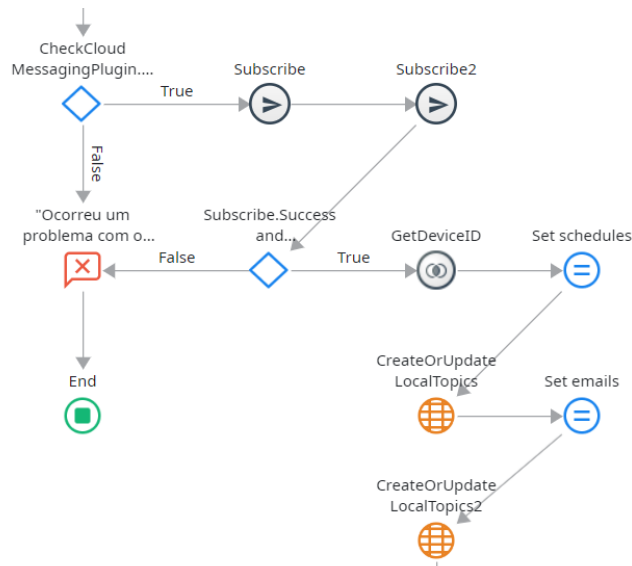 CheckCloud
MessagingPlugin....
True
Subscribe
Subscribe2
False
"Ocorreu um
problema com o...
False
Subscribe.Success
and...
True
GetDeviceID
Set schedules
End
CreateOrUpdate
LocalTopics
Set emails
CreateOrUpdate
LocalTopics2